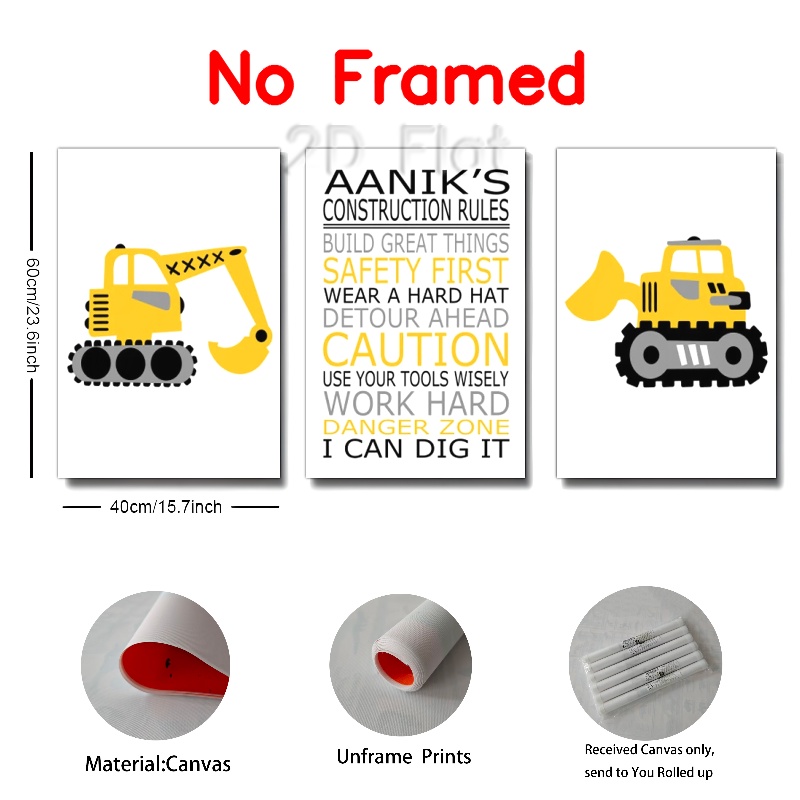 No Framed
2D Flat
60cm/23.6inch
AANIK'S
CONSTRUCTION RULES
BUILD GREAT THINGS
SAFETY FIRST
WEAR A HARD HAT
DETOUR AHEAD
CAUTION
USE YOUR TOOLS WISELY
WORK HARD
DANGER ZONE
I CAN DIG IT
40cm/15.7inch
Material:Canvas
Unframe Prints
Received Canvas only,
send to You Rolled up